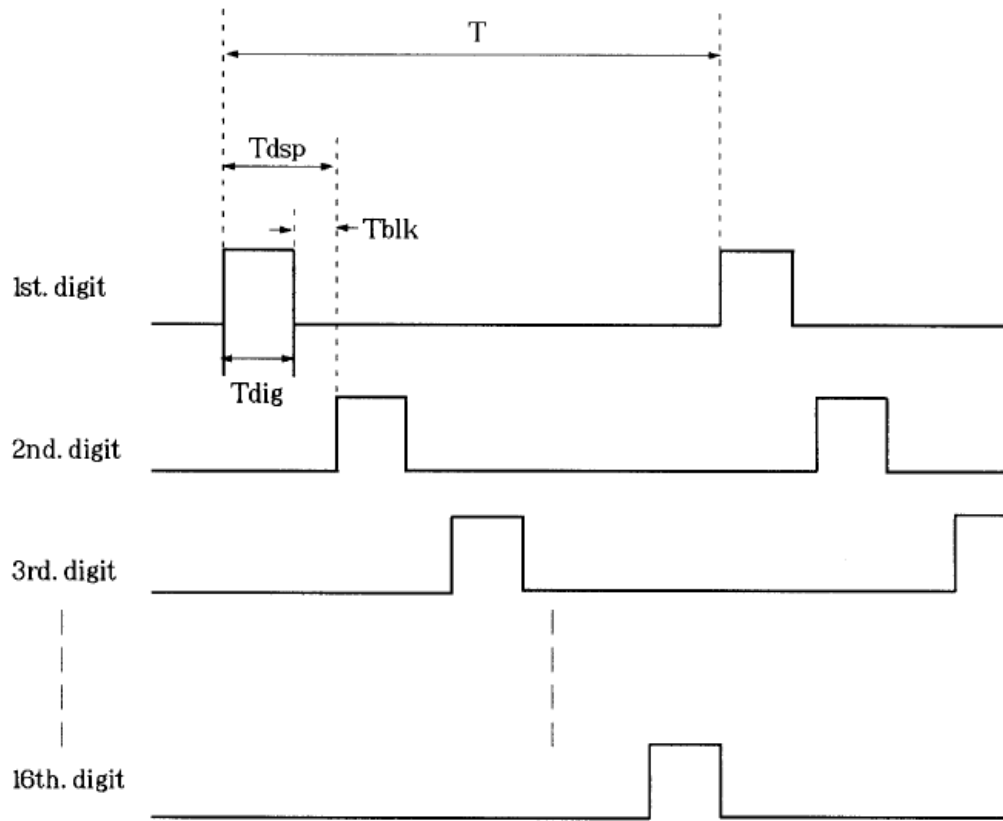 T
Tdsp
Tblk
1st. digit
Tdig
2nd. digit
3rd. digit
16th. digit